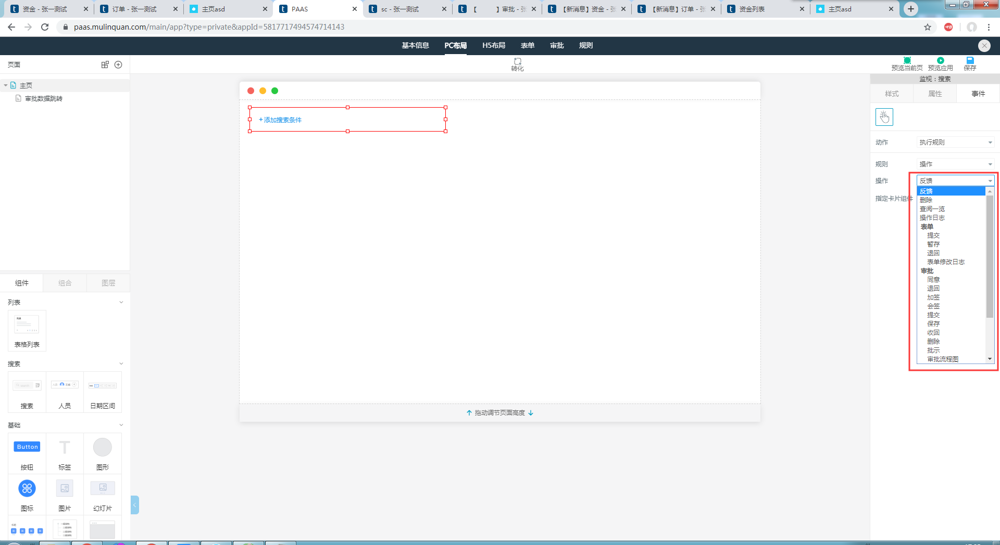 资金 - 张一测试
订单 - 张一测试
主页asd
PAAS
sc - 张一测试
【 】审批 - 张
【新消息】资金 - 张
【新消息】订单 - 张
资金列表
主页asd
paas.mulinquan.com/main/app?type=private&appId=5817717494574714143
基本信息
PC布局
H5布局
表单
审批
规则
页面
转化
预览当前页
预览应用
保存
主页
审批数据跳转
监视：搜索
样式
属性
事件
+添加搜索条件
动作
执行规则
规则
操作
操作
反馈
指定卡片组件
反馈
删除
查阅一览
操作日志
表单
提交
暂存
退回
表单修改日志
审批
同意
退回
加签
会签
提交
保存
收回
删除
批示
审批流程图
拖动调节页面高度
组件
组合
图层
列表
列表
表格列表
搜索
search
搜索
人员
日期区间
基础
Button
T
按钮
标签
图形
图标
图片
幻灯片